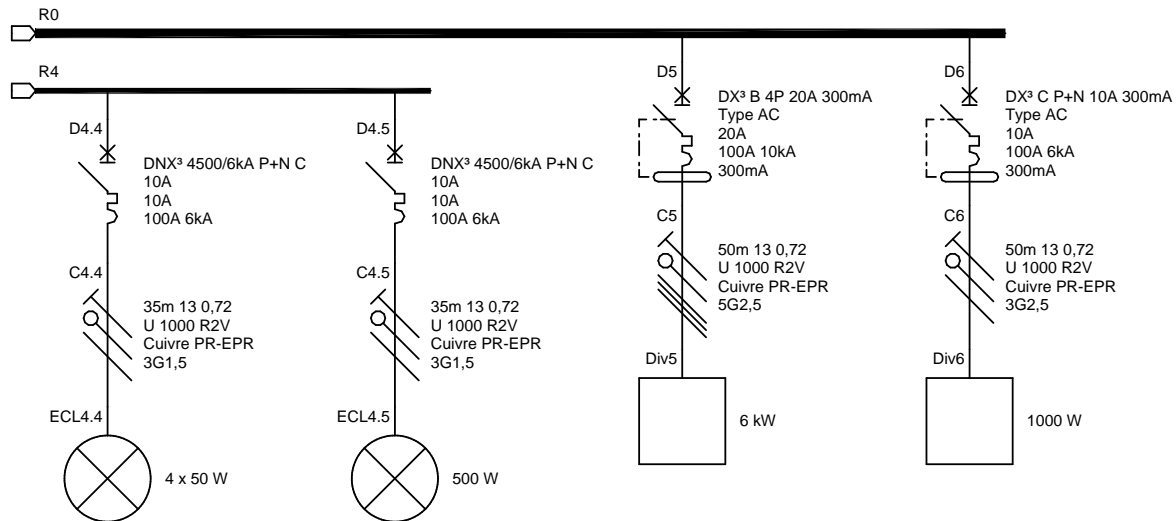 R0
R4
D4.4
DNX³ 4500/6kA P+N C
10A
10A
100A 6kA
C4.4
35m 13 0,72
U 1000 R2V
Cuivre PR-EPR
3G1,5
ECL4.4
4 x 50 W
D4.5
DNX³ 4500/6kA P+N C
10A
10A
100A 6kA
C4.5
35m 13 0,72
U 1000 R2V
Cuivre PR-EPR
3G1,5
ECL4.5
500 W
D5
DX³ B 4P 20A 300mA
Type AC
20A
100A 10kA
300mA
C5
50m 13 0,72
U 1000 R2V
Cuivre PR-EPR
5G2,5
Div5
6 kW
D6
DX³ C P+N 10A 300mA
Type AC
10A
100A 6kA
300mA
C6
50m 13 0,72
U 1000 R2V
Cuivre PR-EPR
3G2,5
Div6
1000 W